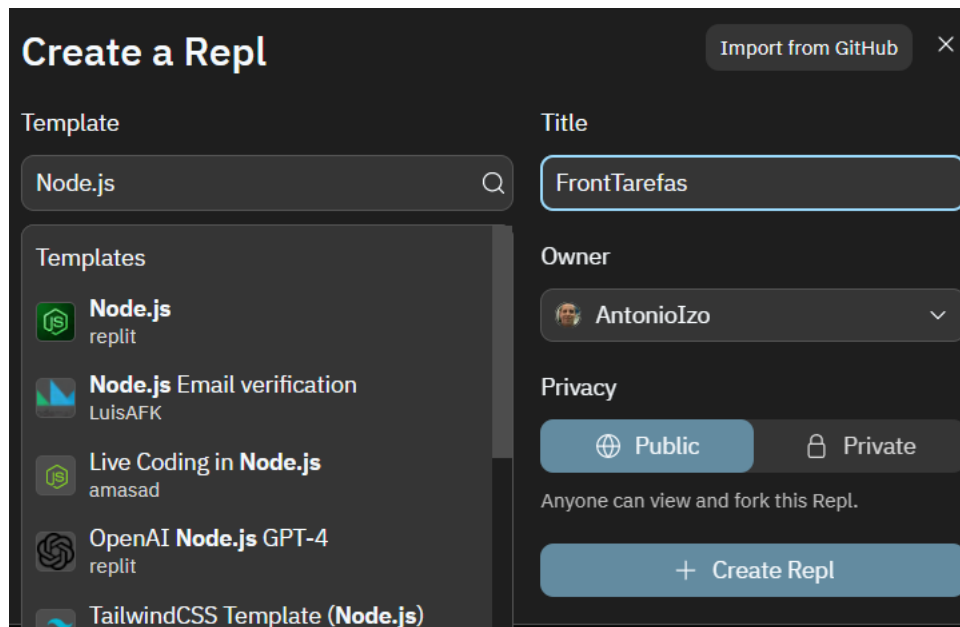 Create a Repl
Import from GitHub
Template
Node.js
Templates
Node.js
replit
Node.js Email verification
LuisAFK
Live Coding in Node.js
amasad
OpenAI Node.js GPT-4
replit
TailwindCSS Template (Node.js)
Title
FrontTarefas
Owner
AntonioIzo
Privacy
Public
Private
Anyone can view and fork this Repl.
+ Create Repl